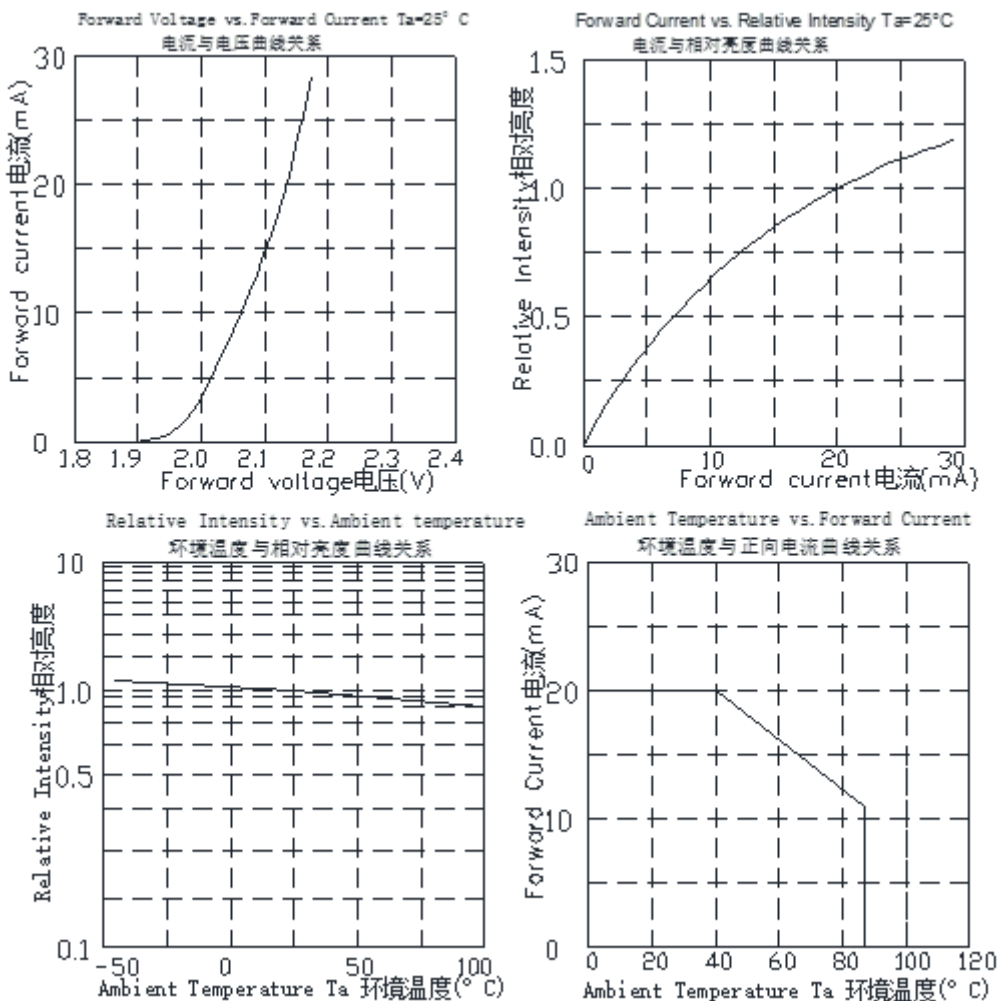 Forward Voltage vs.Forward Current Ta=25° C
电流与电压曲线关系
Forward current电流(mA)
30
20
10
0
1.8 1.9 2.0 2.1 2.2 2.3 2.4
Forward voltage电压(V)
Forward Current vs. Relative Intensity Ta=25°C
电流与相对亮度曲线关系
Relative Intensity相对亮度
1.5
1.0
0.5
0.0
0 10 20 30
Forward current电流(mA)
Relative Intensity vs.Ambient temperature
环境温度与相对亮度曲线关系
Relative Intensity相对亮度
10
1.0
0.5
0.1
-50 0 50 100
Ambient Temperature Ta 环境温度(° C)
Ambient Temperature vs.Forward Current
环境温度与正向电流曲线关系
Forward Current电流(mA)
30
20
10
0
0 20 40 60 80 100 120
Ambient Temperature Ta 环境温度(° C)